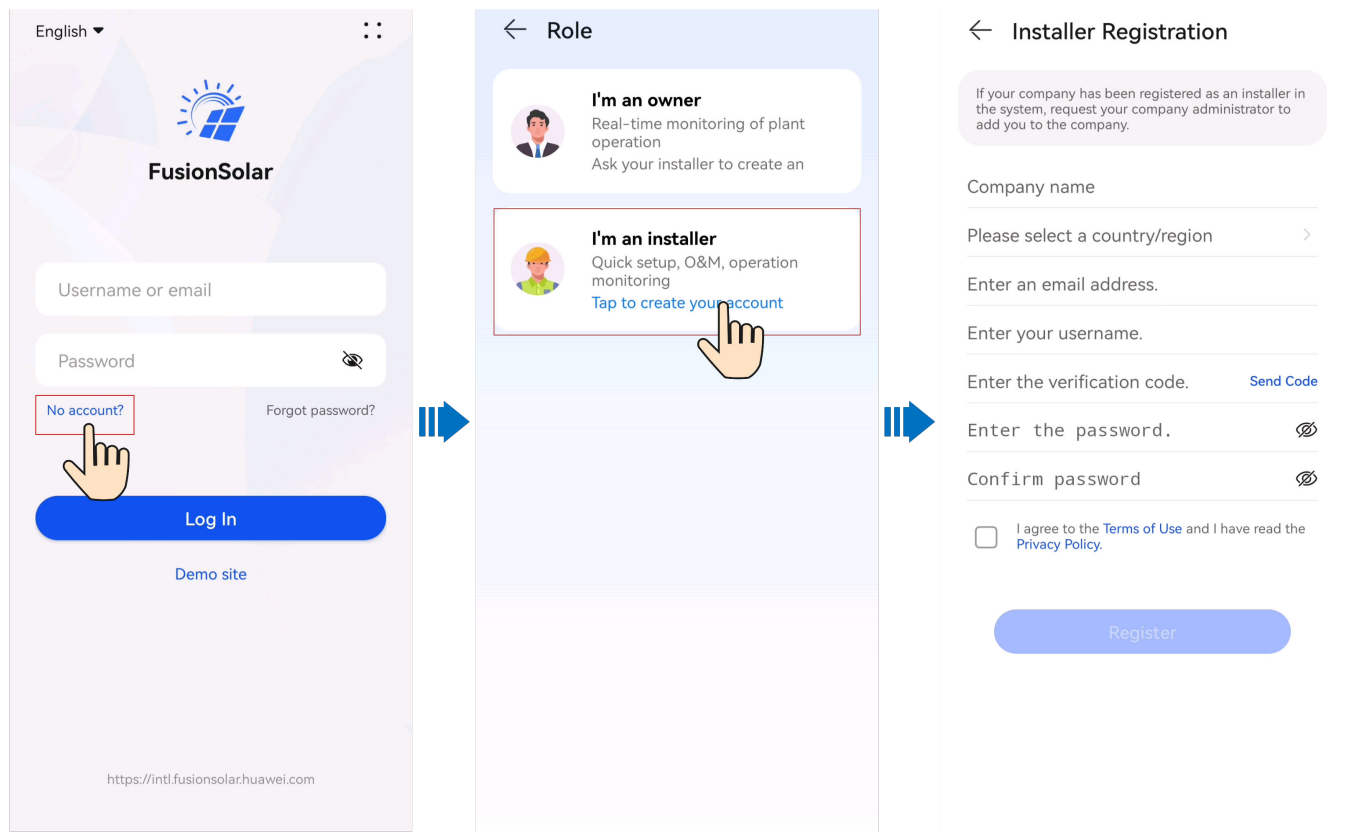 English
FusionSolar
Username or email
Password
No account?
Forgot password?
Log In
Demo site
https://intl.fusionsolar.huawei.com
Role
I'm an owner
Real-time monitoring of plant
operation
Ask your installer to create an
I'm an installer
Quick setup, O&M, operation
monitoring
Tap to create your account
Installer Registration
If your company has been registered as an installer in
the system, request your company administrator to
add you to the company.
Company name
Please select a country/region
Enter an email address.
Enter your username.
Enter the verification code.
Send Code
Enter the password.
Confirm password
I agree to the Terms of Use and I have read the
Privacy Policy.
Register